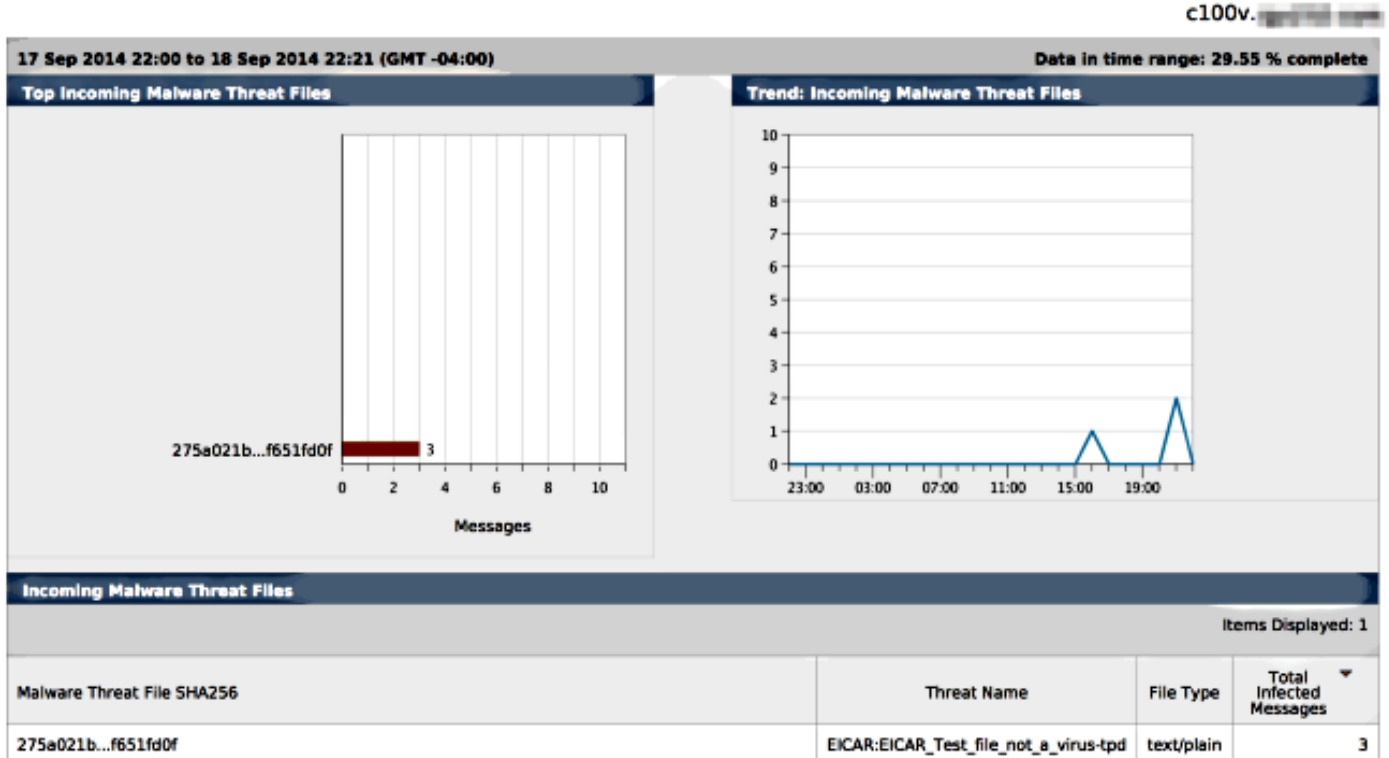 c100v.
17 Sep 2014 22:00 to 18 Sep 2014 22:21 (GMT -04:00)
Data in time range: 29.55 % complete
Top Incoming Malware Threat Files
275a021b...f651fd0f
3
0 2 4 6 8 10
Messages
Trend: Incoming Malware Threat Files
10
9
8
7
6
5
4
3
2
1
0
23:00 03:00 07:00 11:00 15:00 19:00
Incoming Malware Threat Files
Items Displayed: 1
Malware Threat File SHA256
Threat Name
File Type
Total
Infected
Messages
275a021b...f651fd0f
EICAR:EICAR_Test_file_not_a_virus-tpd
text/plain
3